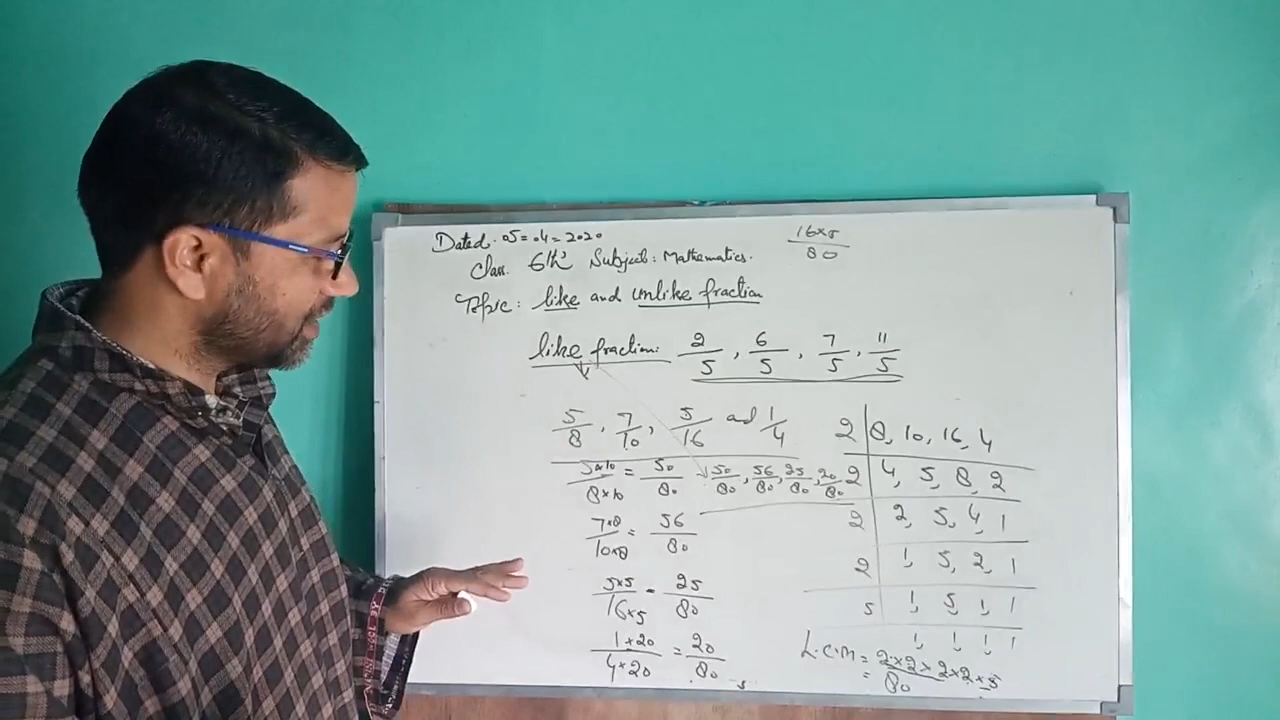 Dated. 05=04=2020
16×5
80
Class. 6th Subject: Mathematics.
Topic: like and unlike fraction
like fraction: 2/5, 6/5, 7/5, 11/5
5/8, 7/10, 5/16 and 1/4
5×10/8×10 = 50/80 50/80, 56/80, 25/80, 20/80
7×8/10×8 = 56/80
5×5/16×5 = 25/80
1×20/4×20 = 20/80
2 | 8, 10, 16, 4
2 | 4, 5, 8, 2
2 | 2, 5, 4, 1
2 | 1, 5, 2, 1
5 | 1, 5, 1, 1
1, 1, 1, 1
L.C.M = 2×2×2×2×5
= 80